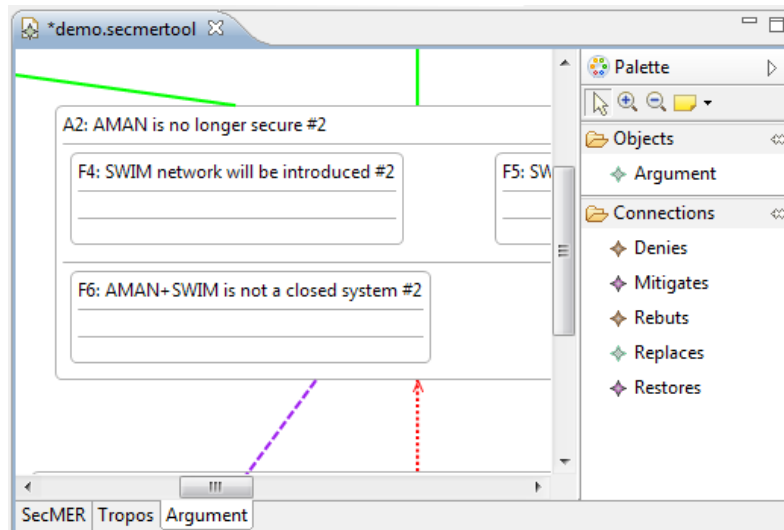 *demo.secmertool
A2: AMAN is no longer secure #2
F4: SWIM network will be introduced #2
F5: SW
F6: AMAN+SWIM is not a closed system #2
SecMER Tropos Argument
Palette
Objects
Argument
Connections
Denies
Mitigates
Rebuts
Replaces
Restores